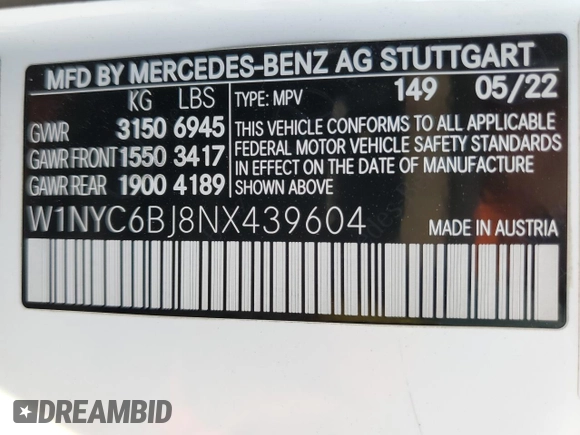 MFD BY MERCEDES-BENZ AG STUTTGART
KG LBS TYPE: MPV 149 05/22
GVWR 3150 6945
GAWR FRONT 1550 3417
GAWR REAR 1900 4189
THIS VEHICLE CONFORMS TO ALL APPLICABLE
FEDERAL MOTOR VEHICLE SAFETY STANDARDS
IN EFFECT ON THE DATE OF MANUFACTURE
SHOWN ABOVE
W1NYC6BJ8NX439604 MADE IN AUSTRIA
DREAMBID